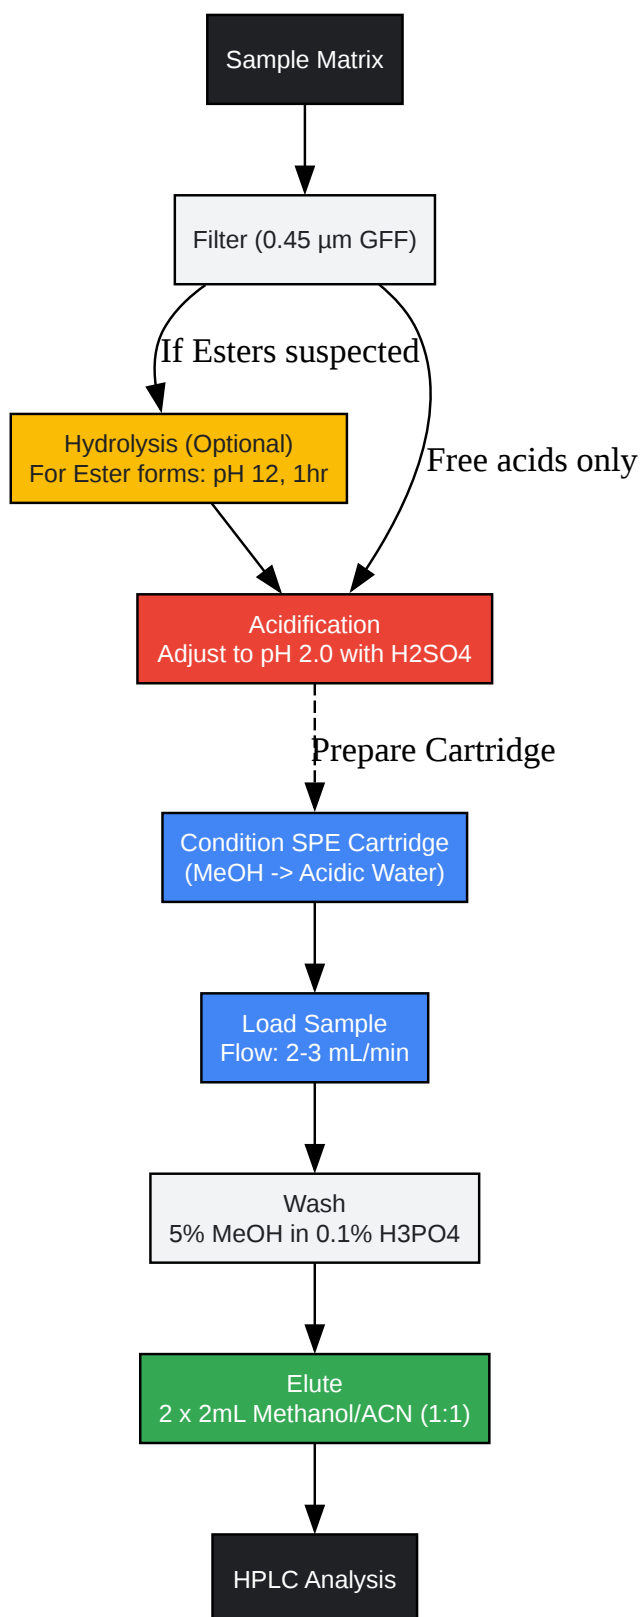 Sample Matrix
Filter (0.45 µm GFF)
If Esters suspected
Hydrolysis (Optional)
For Ester forms: pH 12, 1hr
Free acids only
Acidification
Adjust to pH 2.0 with H2SO4
Prepare Cartridge
Condition SPE Cartridge
(MeOH -> Acidic Water)
Load Sample
Flow: 2-3 mL/min
Wash
5% MeOH in 0.1% H3PO4
Elute
2 x 2mL Methanol/ACN (1:1)
HPLC Analysis